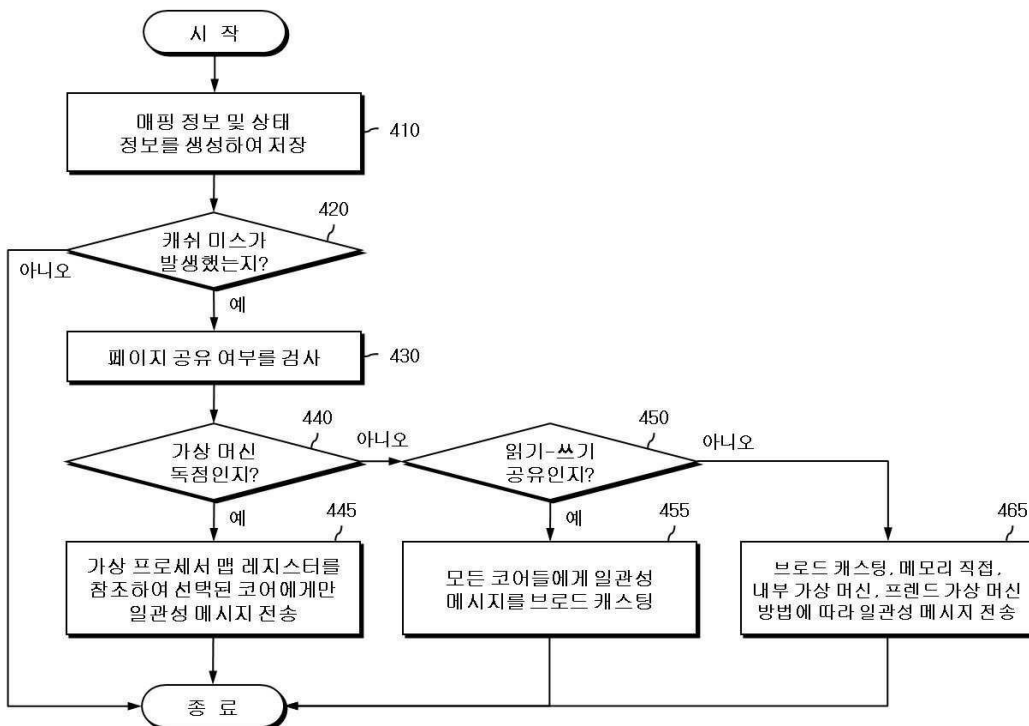 시 작
매핑 정보 및 상태
정보를 생성하여 저장
410
420
캐쉬 미스가
발생했는지?
아니오
예
페이지 공유 여부를 검사
430
440
가상 머신
독점인지?
아니오
450
읽기-쓰기
공유인지?
아니오
예
445
가상 프로세서 맵 레지스터를
참조하여 선택된 코어에게만
일관성 메시지 전송
예
455
모든 코어들에게 일관성
메시지를 브로드 캐스팅
465
브로드 캐스팅, 메모리 직접,
내부 가상 머신, 프렌드 가상 머신
방법에 따라 일관성 메시지 전송
종 료